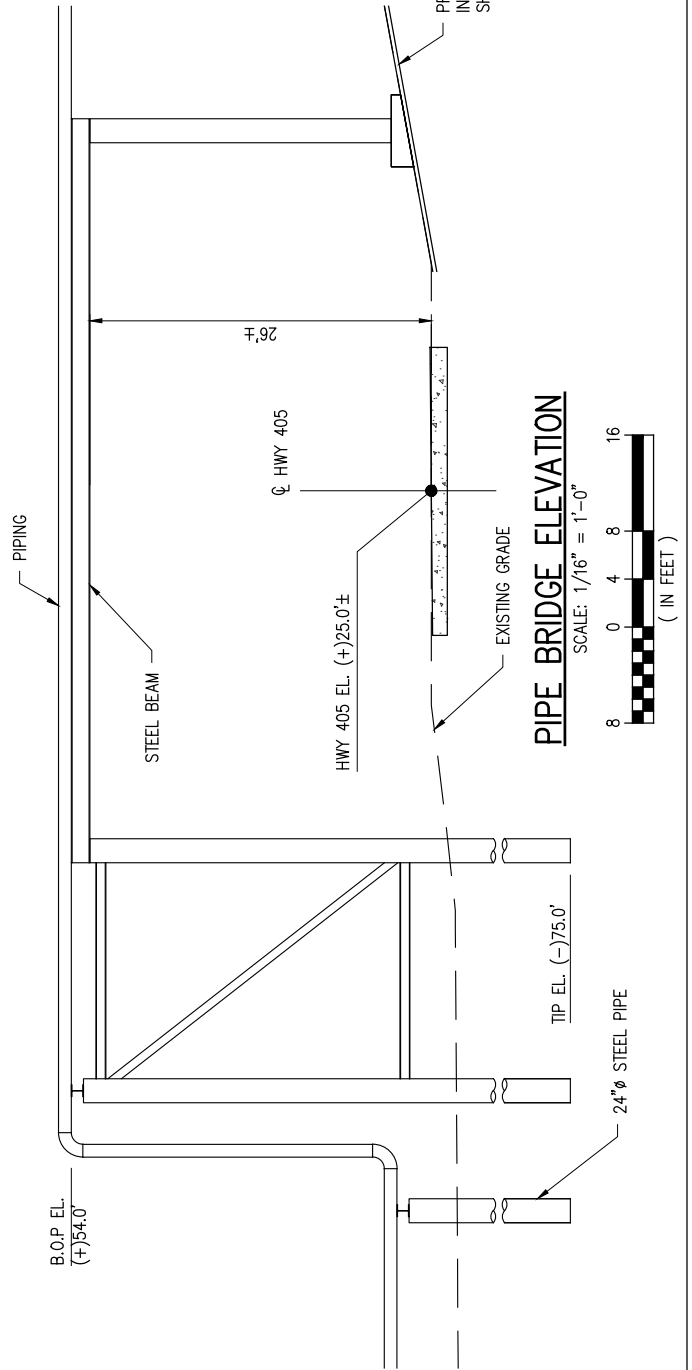 PIPING
STEEL BEAM
B.O.P EL.
(+)54.0'
26'±
℄ HWY 405
HWY 405 EL. (+)25.0'±
EXISTING GRADE
TIP EL. (-)75.0'
24"ø STEEL PIPE
PIPE BRIDGE ELEVATION
SCALE: 1/16" = 1'-0"
8 0 4 8 16
( IN FEET )